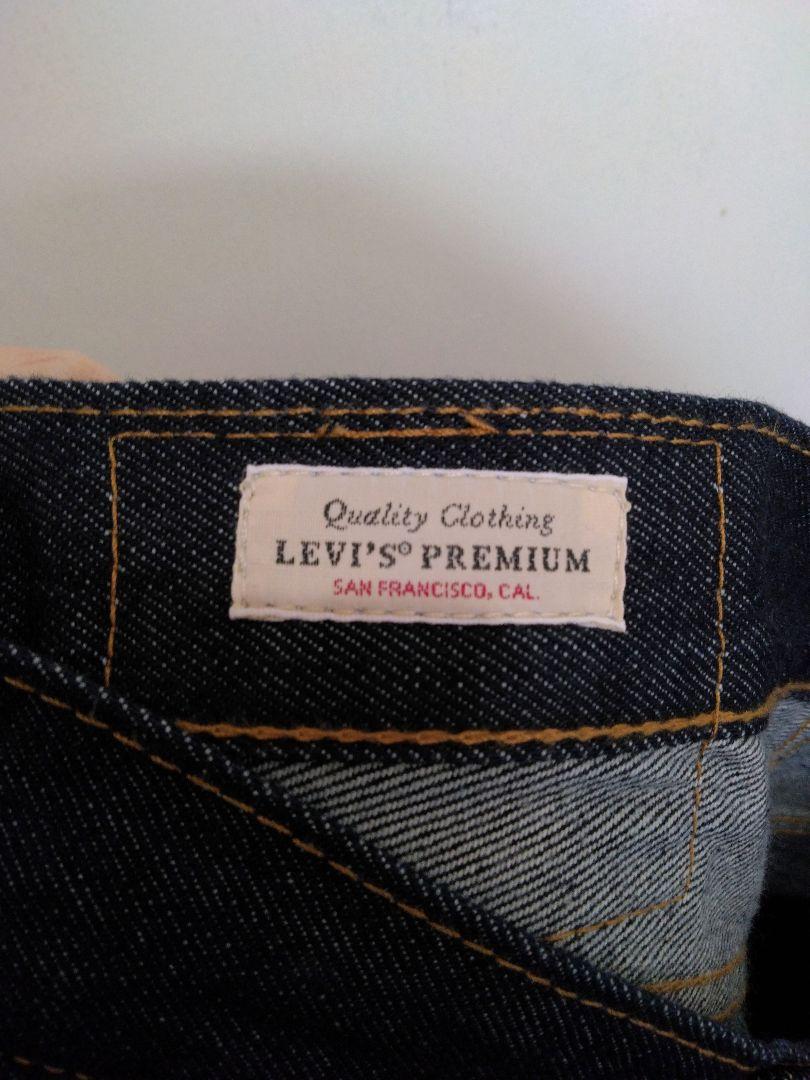 Quality Clothing
LEVI'S® PREMIUM
SAN FRANCISCO, CAL.